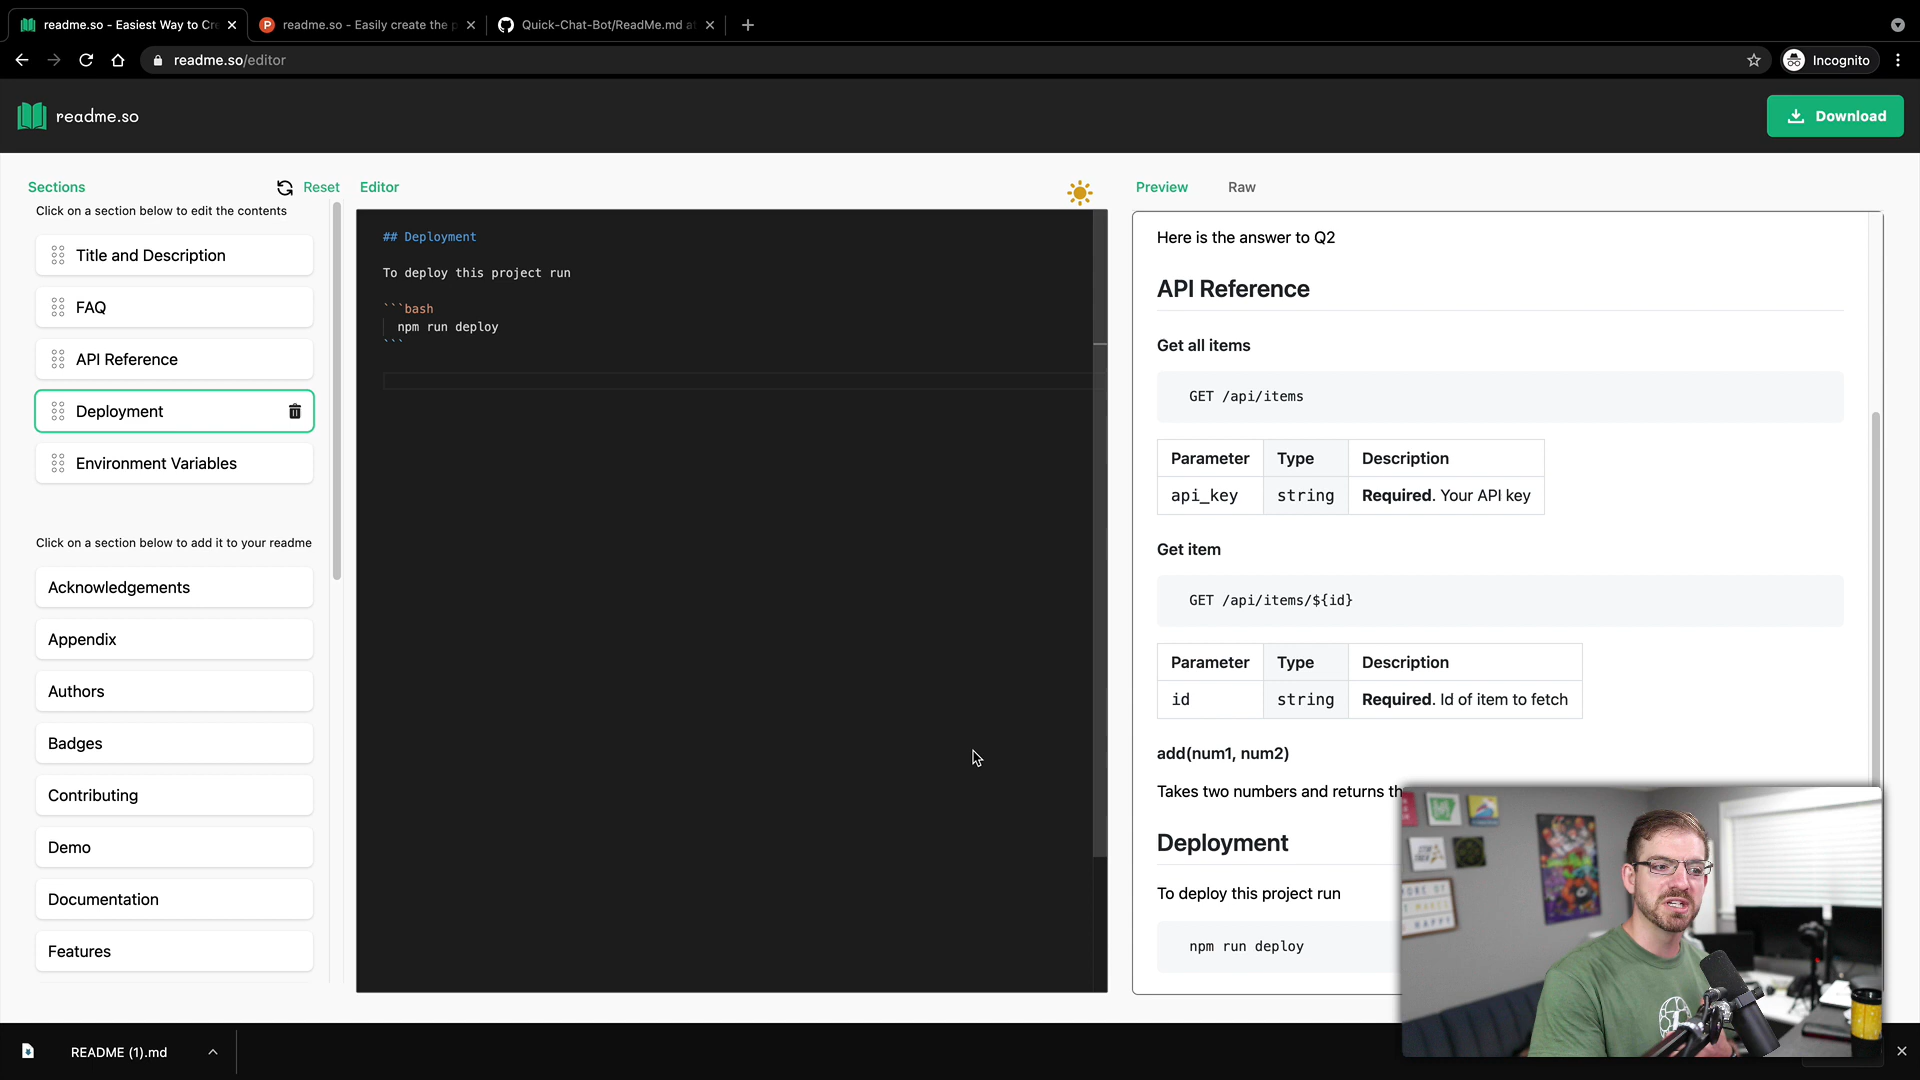 readme.so - Easiest Way to Cre
readme.so - Easily create the p
Quick-Chat-Bot/ReadMe.md at
readme.so/editor
Incognito
readme.so
Download
Sections
Reset
Click on a section below to edit the contents
Title and Description
FAQ
API Reference
Deployment
Environment Variables
Click on a section below to add it to your readme
Acknowledgements
Appendix
Authors
Badges
Contributing
Demo
Documentation
Features
Editor
## Deployment
To deploy this project run
```bash
npm run deploy
```
Preview
Raw
Here is the answer to Q2
API Reference
Get all items
GET /api/items
Parameter Type Description
api_key string Required. Your API key
Get item
GET /api/items/${id}
Parameter Type Description
id string Required. Id of item to fetch
add(num1, num2)
Takes two numbers and returns th
Deployment
To deploy this project run
npm run deploy
README (1).md